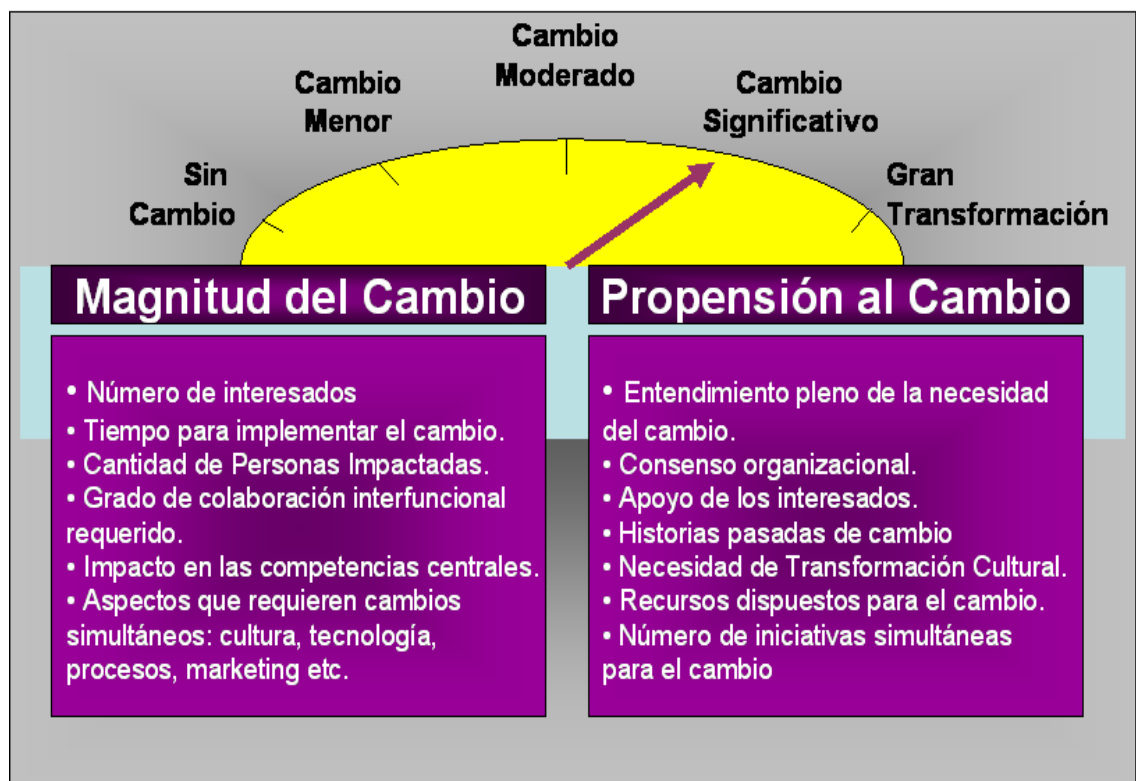 Cambio
Moderado
Cambio
Menor
Cambio
Significativo
Sin
Cambio
Gran
Transformación
Magnitud del Cambio
• Número de interesados
• Tiempo para implementar el cambio.
• Cantidad de Personas Impactadas.
• Grado de colaboración interfuncional
requerido.
• Impacto en las competencias centrales.
• Aspectos que requieren cambios
simultáneos: cultura, tecnología,
procesos, marketing etc.
Propensión al Cambio
• Entendimiento pleno de la necesidad
del cambio.
• Consenso organizacional.
• Apoyo de los interesados.
• Historias pasadas de cambio
• Necesidad de Transformación Cultural.
• Recursos dispuestos para el cambio.
• Número de iniciativas simultáneas
para el cambio